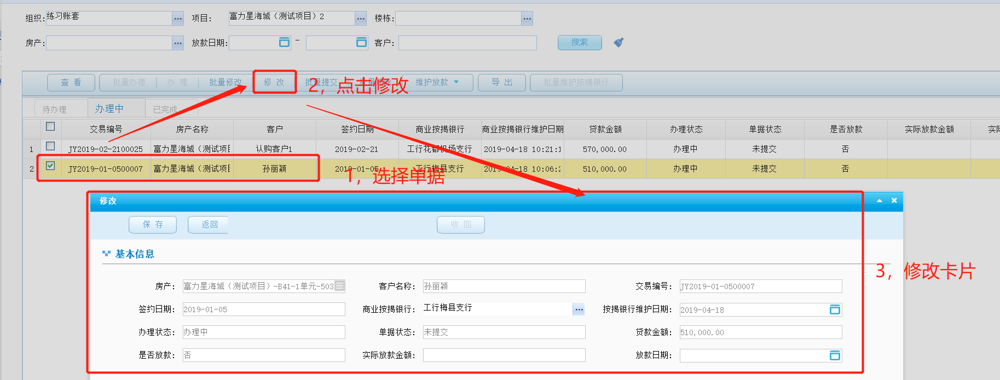 组织: 练习账套 ... 项目: 富力星海城（测试项目）2 ... 楼栋: ...
房产: ... 放款日期: - 客户: 搜索
查 看 批量办理 办 理 批量修改 修 改 批量提交 维护放款 导 出 批量维护按揭银行
2，点击修改
待办理 办理中 已完成
交易编号 房产名称 客户 签约日期 商业按揭银行 商业按揭银行维护日期 贷款金额 办理状态 单据状态 是否放款 实际放款金额 实际
1 JY2019-02-2100025 富力星海城（测试项目 认购客户1 2019-02-21 工行花都机场支行 2019-04-18 10:21:1 570,000.00 办理中 未提交 否
2 JY2019-01-0500007 富力星海城（测试项目 孙丽颖 2019-01-05 工行梅县支行 2019-04-18 10:06:2 510,000.00 办理中 未提交 否
1，选择单据
修改
保 存 返回 收 回
基本信息
3，修改卡片
房产: 富力星海城（测试项目）-B41-1单元-503 客户名称: 孙丽颖 交易编号: JY2019-01-0500007
签约日期: 2019-01-05 商业按揭银行: 工行梅县支行 ... 按揭银行维护日期: 2019-04-18
办理状态: 办理中 单据状态: 未提交 贷款金额: 510,000.00
是否放款: 否 实际放款金额: 放款日期: